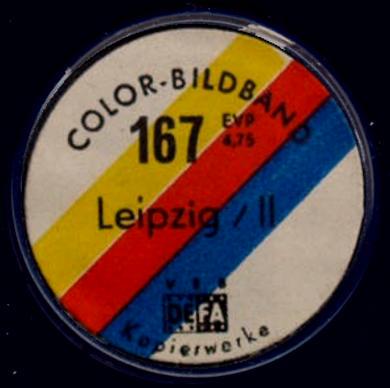 COLOR-BILDBAND
167 EVP
4,75
Leipzig / II
VEB
DEFA
Kopierwerke